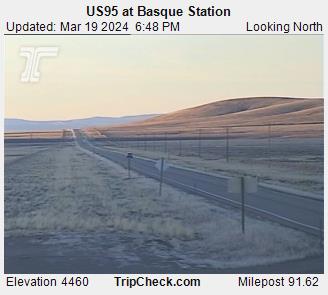 US95 at Basque Station
Updated: Mar 19 2024 6:48 PM Looking North
Elevation 4460 TripCheck.com Milepost 91.62